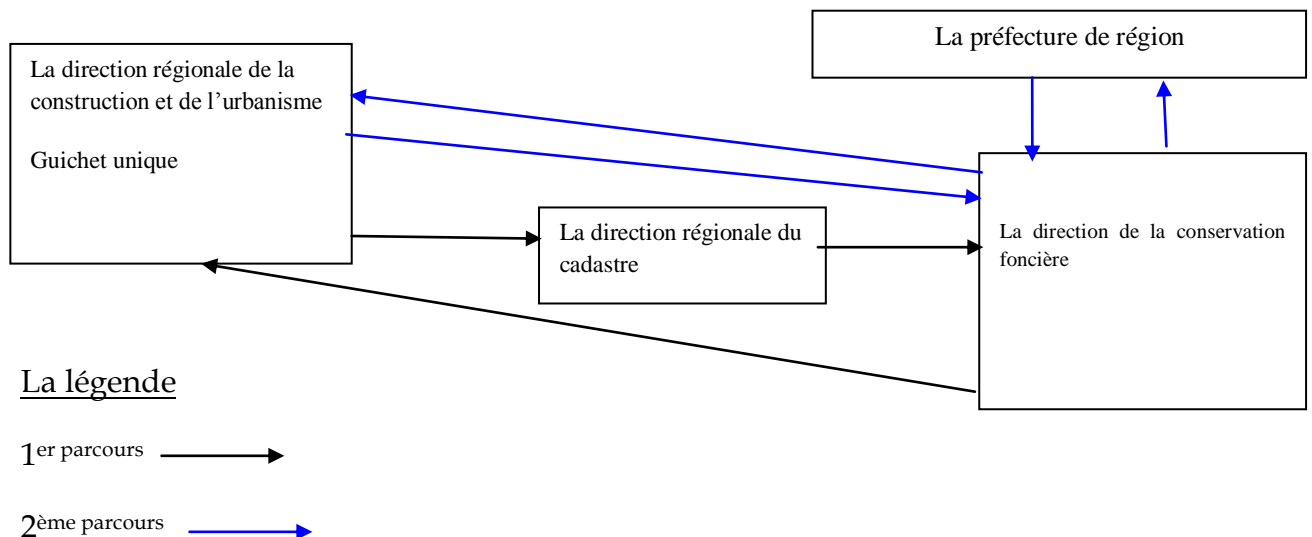 La préfecture de région
La direction régionale de la
construction et de l’urbanisme
Guichet unique
La direction régionale du
cadastre
La direction de la conservation
foncière
La légende
1er parcours
2ème parcours